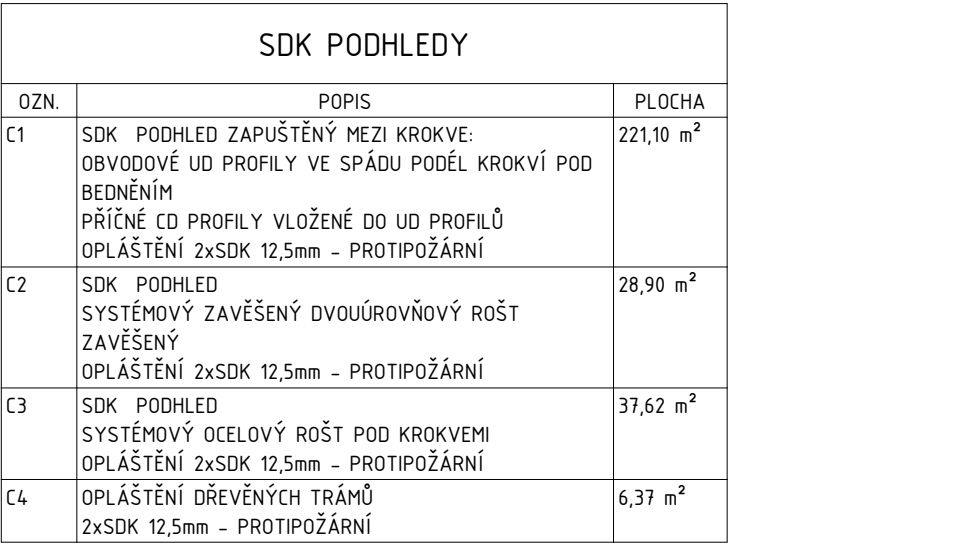 SDK PODHLEDY
OZN. POPIS PLOCHA
C1 SDK PODHLED ZAPUŠTĚNÝ MEZI KROKVE: 221,10 m²
OBVODOVÉ UD PROFILY VE SPÁDU PODÉL KROKVÍ POD
BEDNĚNÍM
PŘÍČNÉ CD PROFILY VLOŽENÉ DO UD PROFILŮ
OPLÁŠTĚNÍ 2xSDK 12,5mm – PROTIPOŽÁRNÍ
C2 SDK PODHLED 28,90 m²
SYSTÉMOVÝ ZAVĚŠENÝ DVOUÚROVŇOVÝ ROŠT
ZAVĚŠENÝ
OPLÁŠTĚNÍ 2xSDK 12,5mm – PROTIPOŽÁRNÍ
C3 SDK PODHLED 37,62 m²
SYSTÉMOVÝ OCELOVÝ ROŠT POD KROKVEMI
OPLÁŠTĚNÍ 2xSDK 12,5mm – PROTIPOŽÁRNÍ
C4 OPLÁŠTĚNÍ DŘEVĚNÝCH TRÁMŮ 6,37 m²
2xSDK 12,5mm – PROTIPOŽÁRNÍ